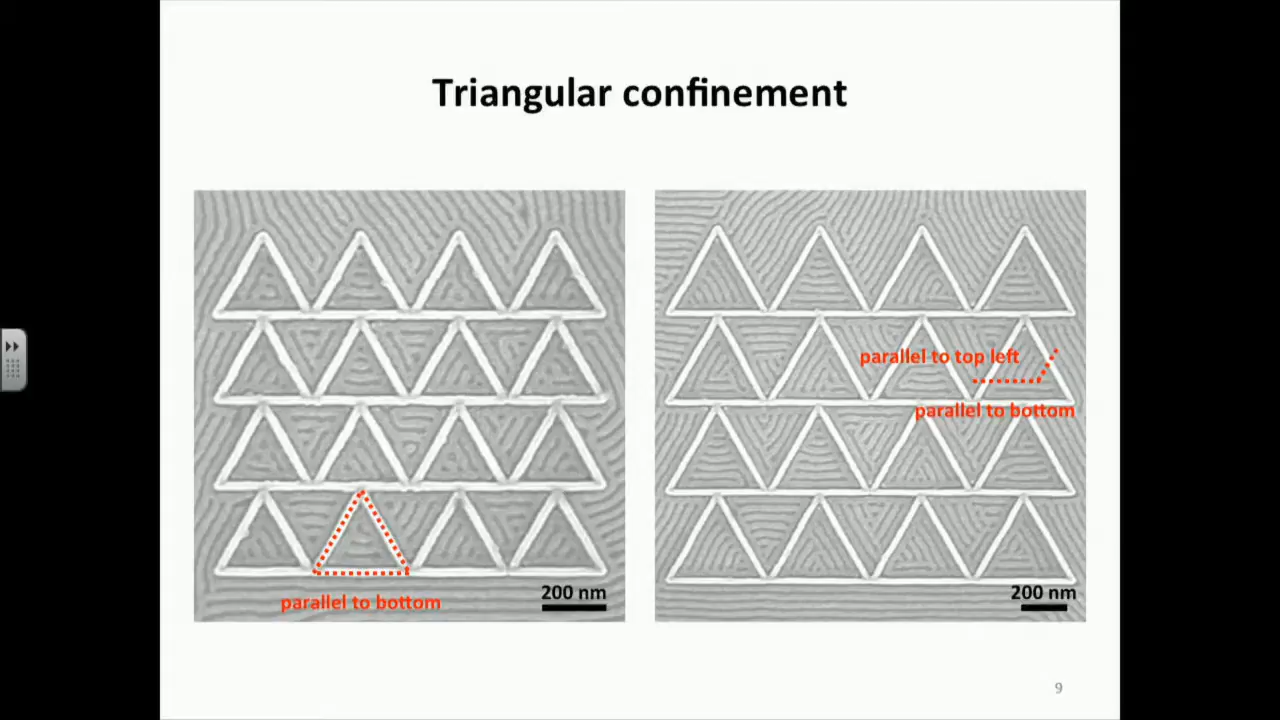 Triangular confinement
parallel to top left
parallel to bottom
200 nm
200 nm
parallel to bottom
9